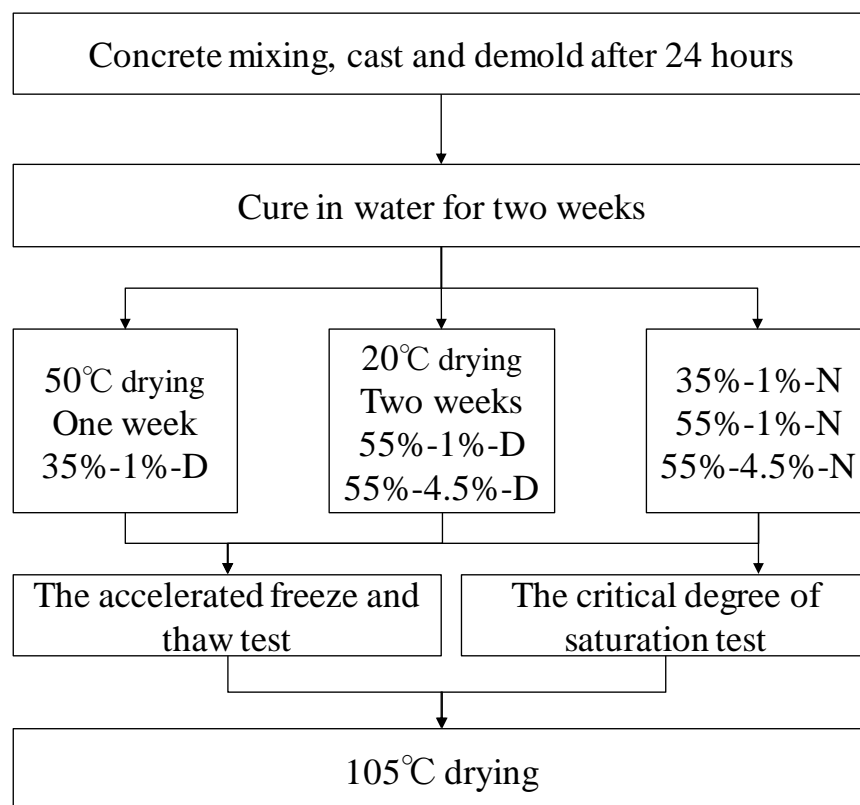 Concrete mixing, cast and demold after 24 hours
Cure in water for two weeks
50℃ drying
One week
35%-1%-D
20℃ drying
Two weeks
55%-1%-D
55%-4.5%-D
35%-1%-N
55%-1%-N
55%-4.5%-N
The accelerated freeze and
thaw test
The critical degree of
saturation test
105℃ drying